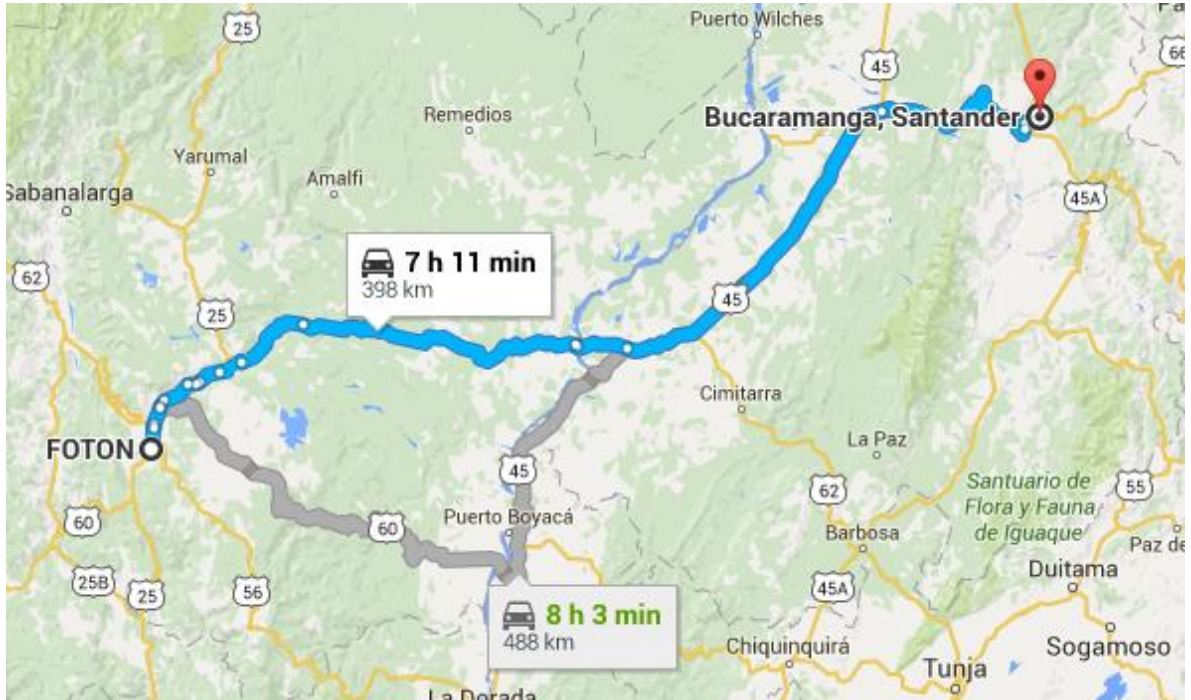 25
Puerto Wilches
45
66
Bucaramanga, Santander
Remedios
Yarumal
Amalfi
Sabanalarga
45A
62
7 h 11 min
398 km
25
45
Cimitarra
FOTON
La Paz
45
62
Santuario de
Flora y Fauna
de Iguaque
55
60
60
Puerto Boyacá
Barbosa
Paz de
Duitama
25B
25
56
45A
8 h 3 min
488 km
Chiquinquirá
Sogamoso
Tunja
La Dorada